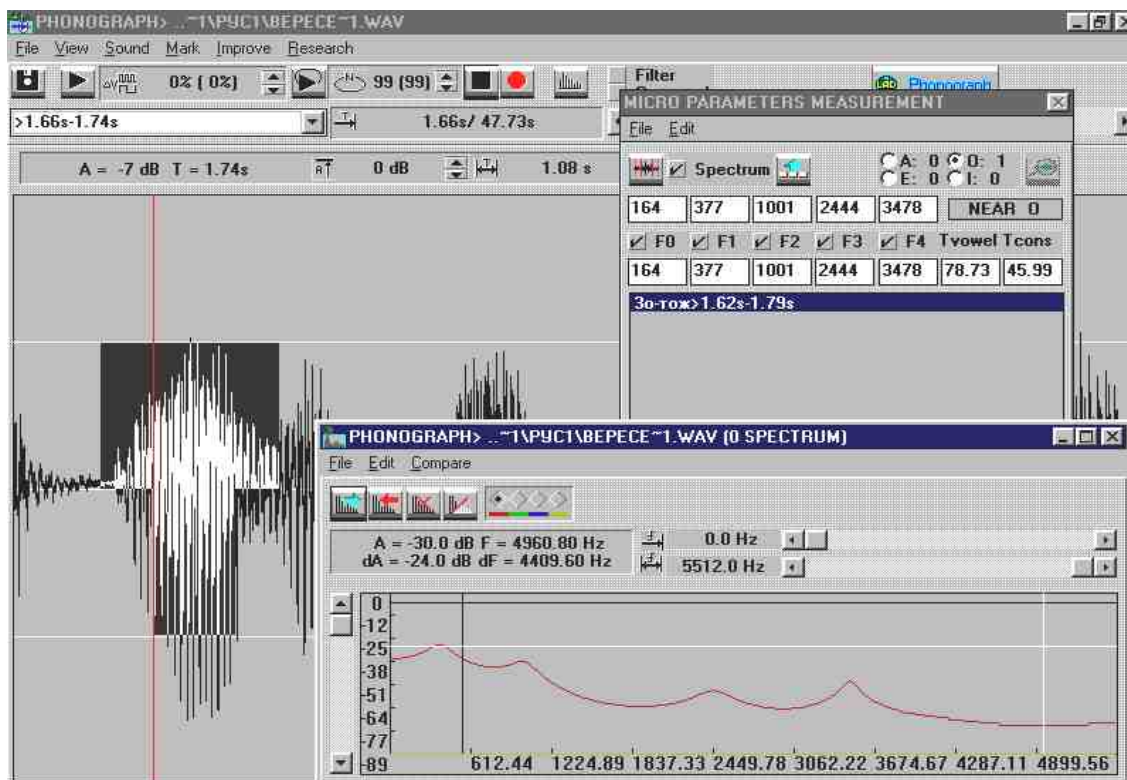 PHONOGRAPH> ..~1\РУС1\ВЕРЕСЕ~1.WAV
File View Sound Mark Improve Research
0% ( 0%) 99 (99) Filter
Phonograph
>1.66s-1.74s 1.66s/ 47.73s
A = -7 dB T = 1.74s 0 dB 1.08 s
MICRO PARAMETERS MEASUREMENT
File Edit
Spectrum A: 0 O: 1
E: 0 I: 0
164 377 1001 2444 3478 NEAR O
F0 F1 F2 F3 F4 Tvowel Tcons
164 377 1001 2444 3478 78.73 45.99
Зо-тож>1.62s-1.79s
PHONOGRAPH> ..~1\РУС1\ВЕРЕСЕ~1.WAV (0 SPECTRUM)
File Edit Compare
A = -30.0 dB F = 4960.80 Hz 0.0 Hz
dA = -24.0 dB dF = 4409.60 Hz 5512.0 Hz
0
-12
-25
-38
-51
-64
-77
-89 612.44 1224.89 1837.33 2449.78 3062.22 3674.67 4287.11 4899.56